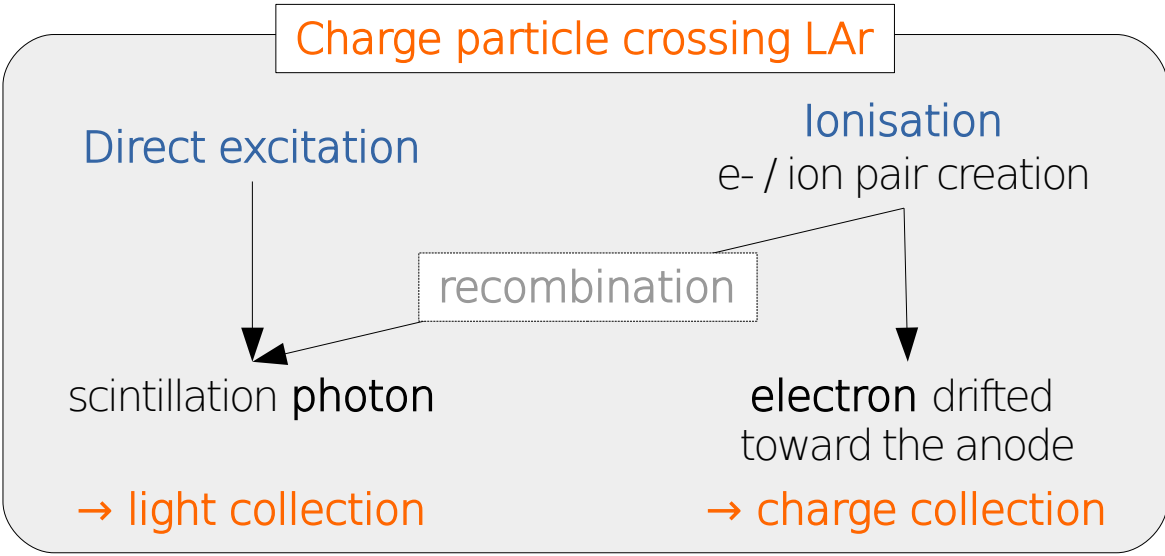 Charge particle crossing LAr
Direct excitation
Ionisation
e- / ion pair creation
recombination
scintillation photon
electron drifted
toward the anode
→ light collection
→ charge collection